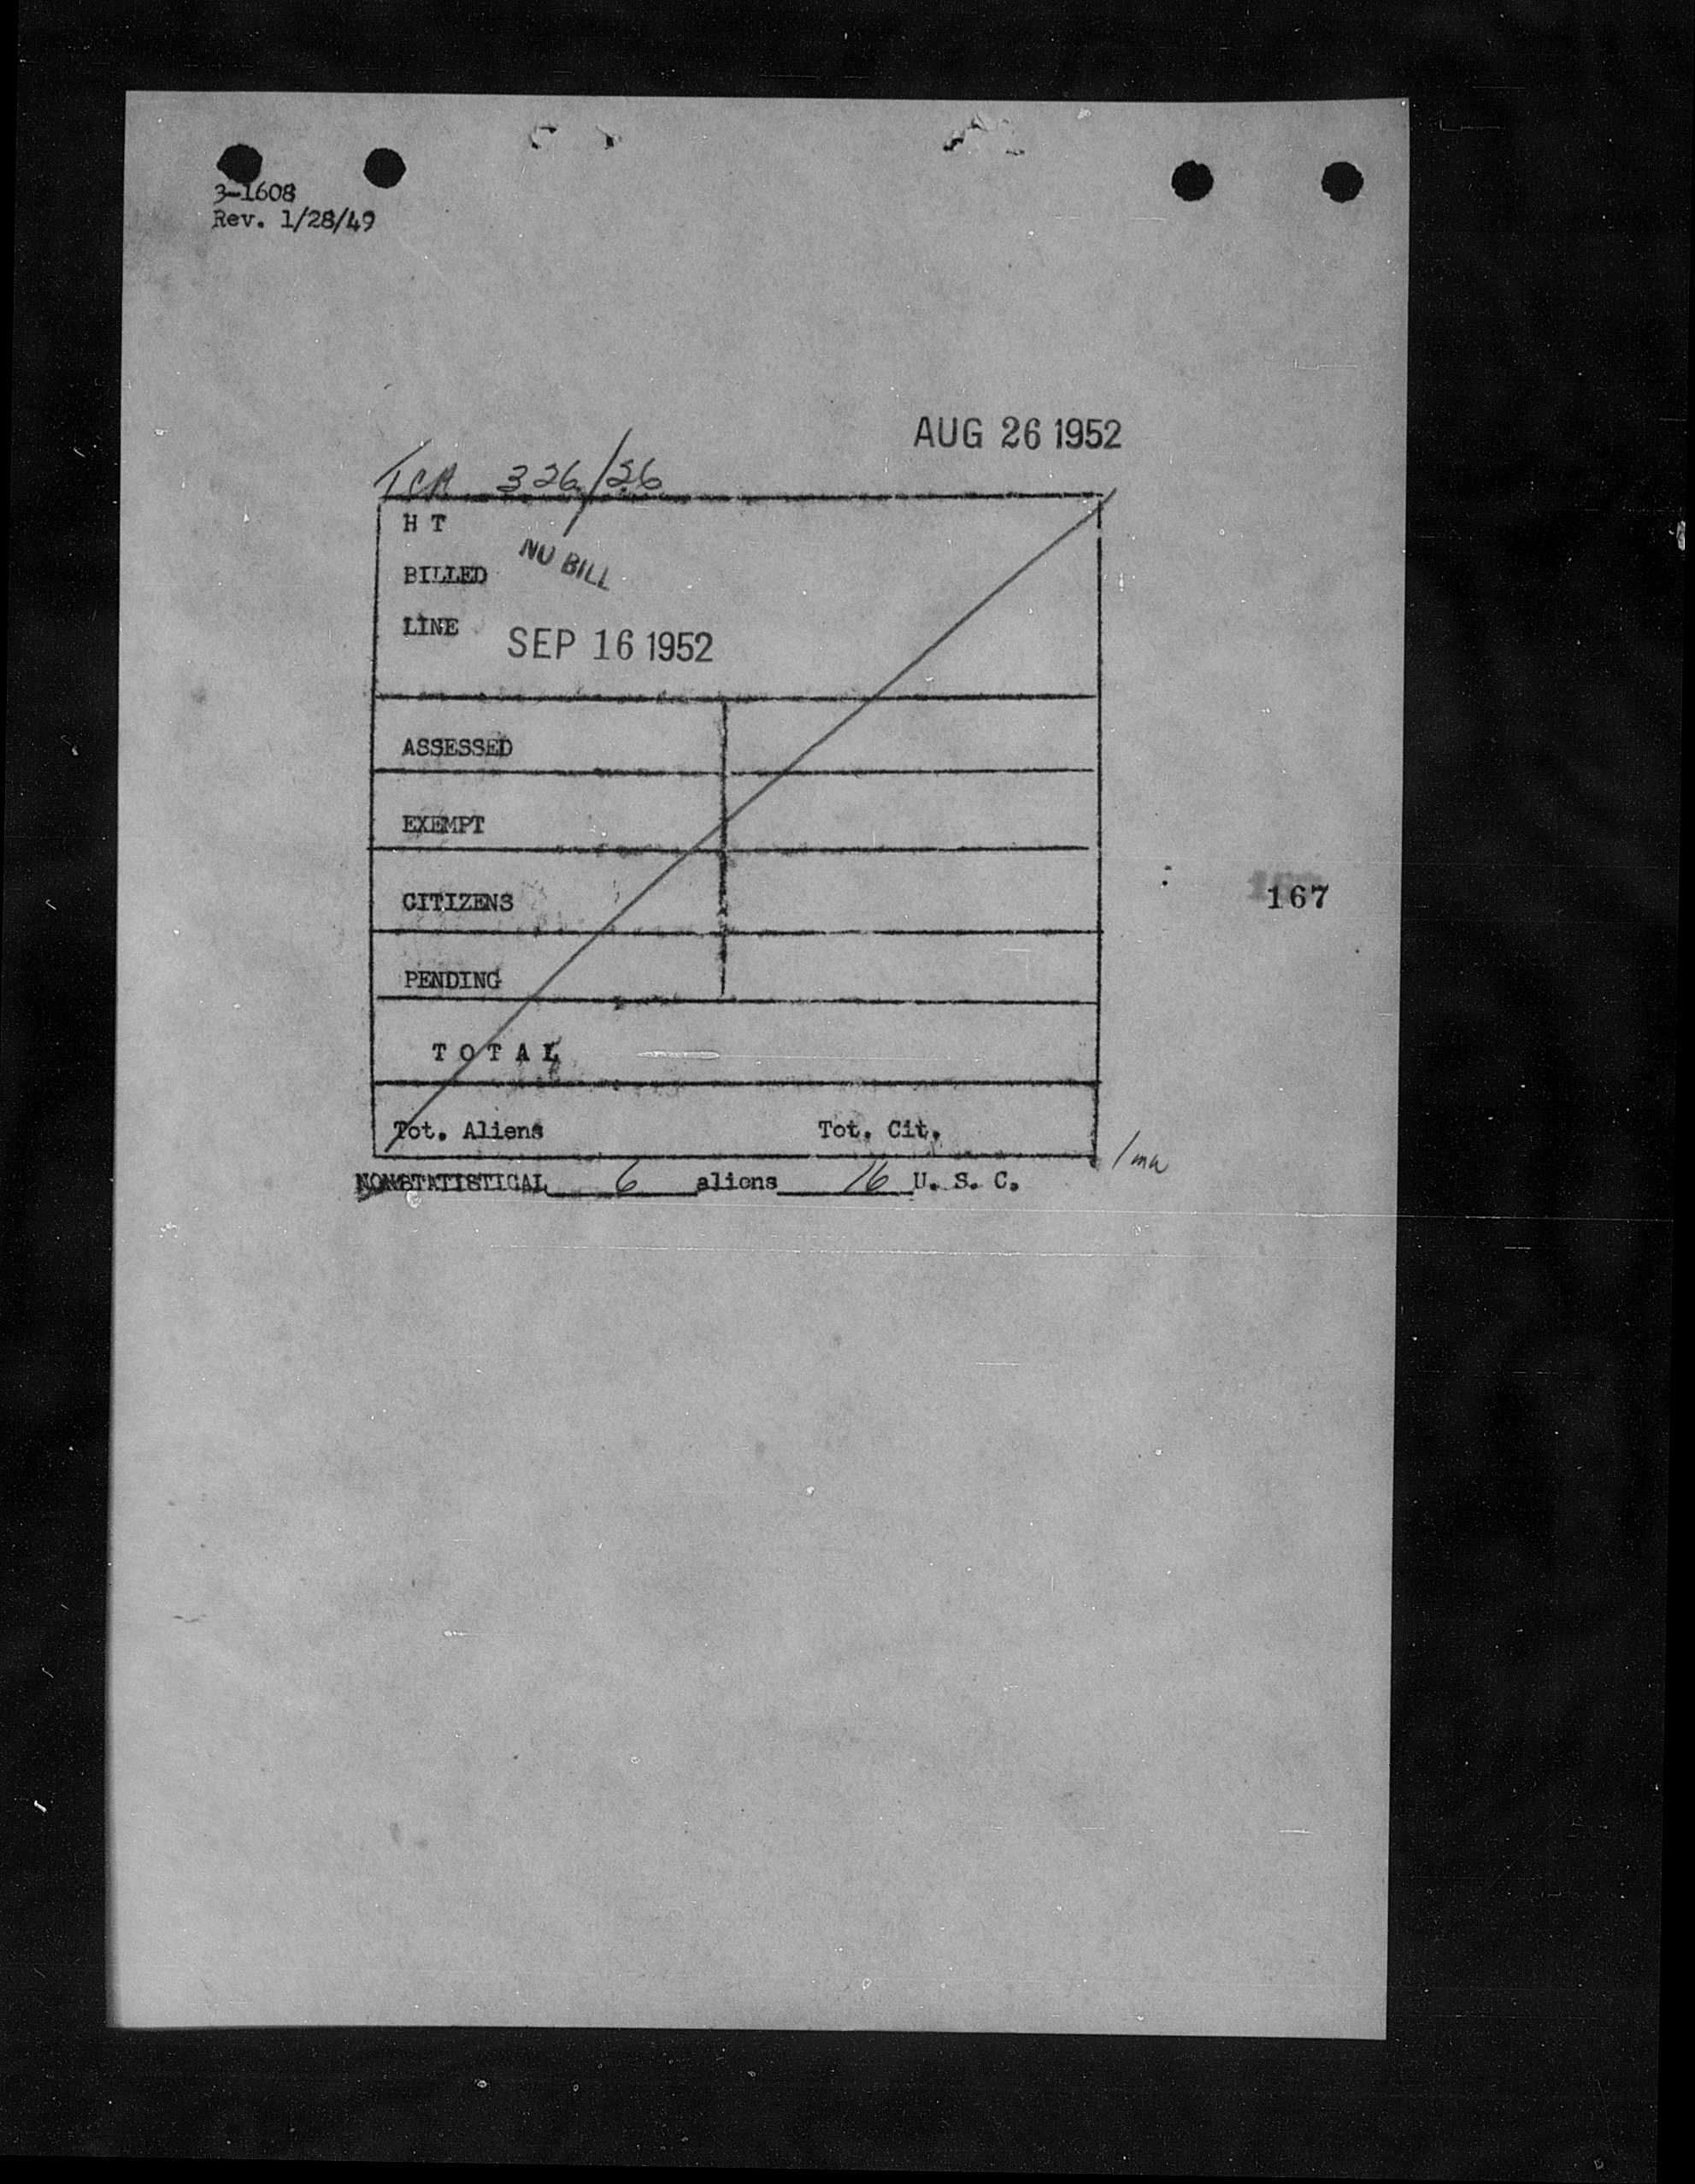 3-1608
Rev. 1/28/49
AUG 26 1952
TCA 326/26
H T
BILLED NO BILL
LINE SEP 16 1952
ASSESSED
EXEMPT
CITIZENS
167
PENDING
T O T A L
Tot. Aliens Tot. Cit.
NONSTATISTICAL 6 aliens 16 U. S. C.